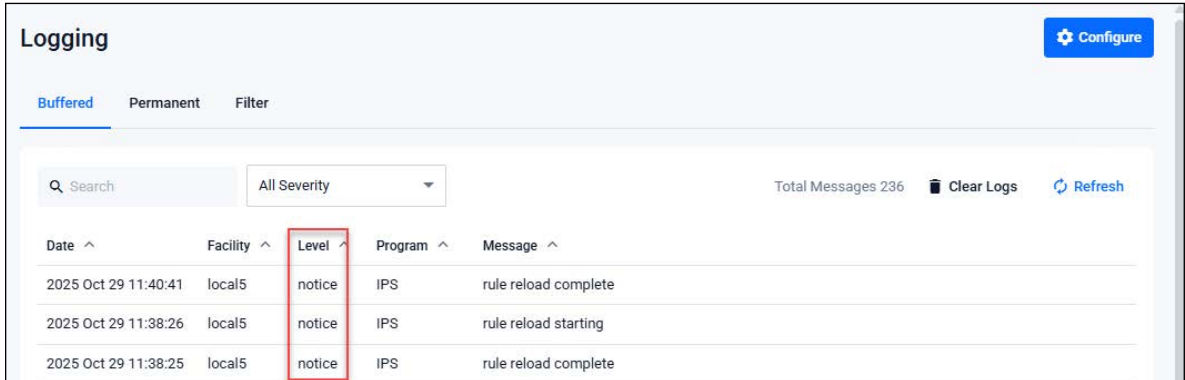 Logging
Configure
Buffered Permanent Filter
Search All Severity Total Messages 236 Clear Logs Refresh
Date Facility Level Program Message
2025 Oct 29 11:40:41 local5 notice IPS rule reload complete
2025 Oct 29 11:38:26 local5 notice IPS rule reload starting
2025 Oct 29 11:38:25 local5 notice IPS rule reload complete